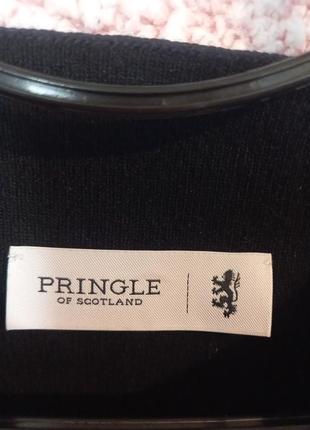 PRINGLE
OF SCOTLAND